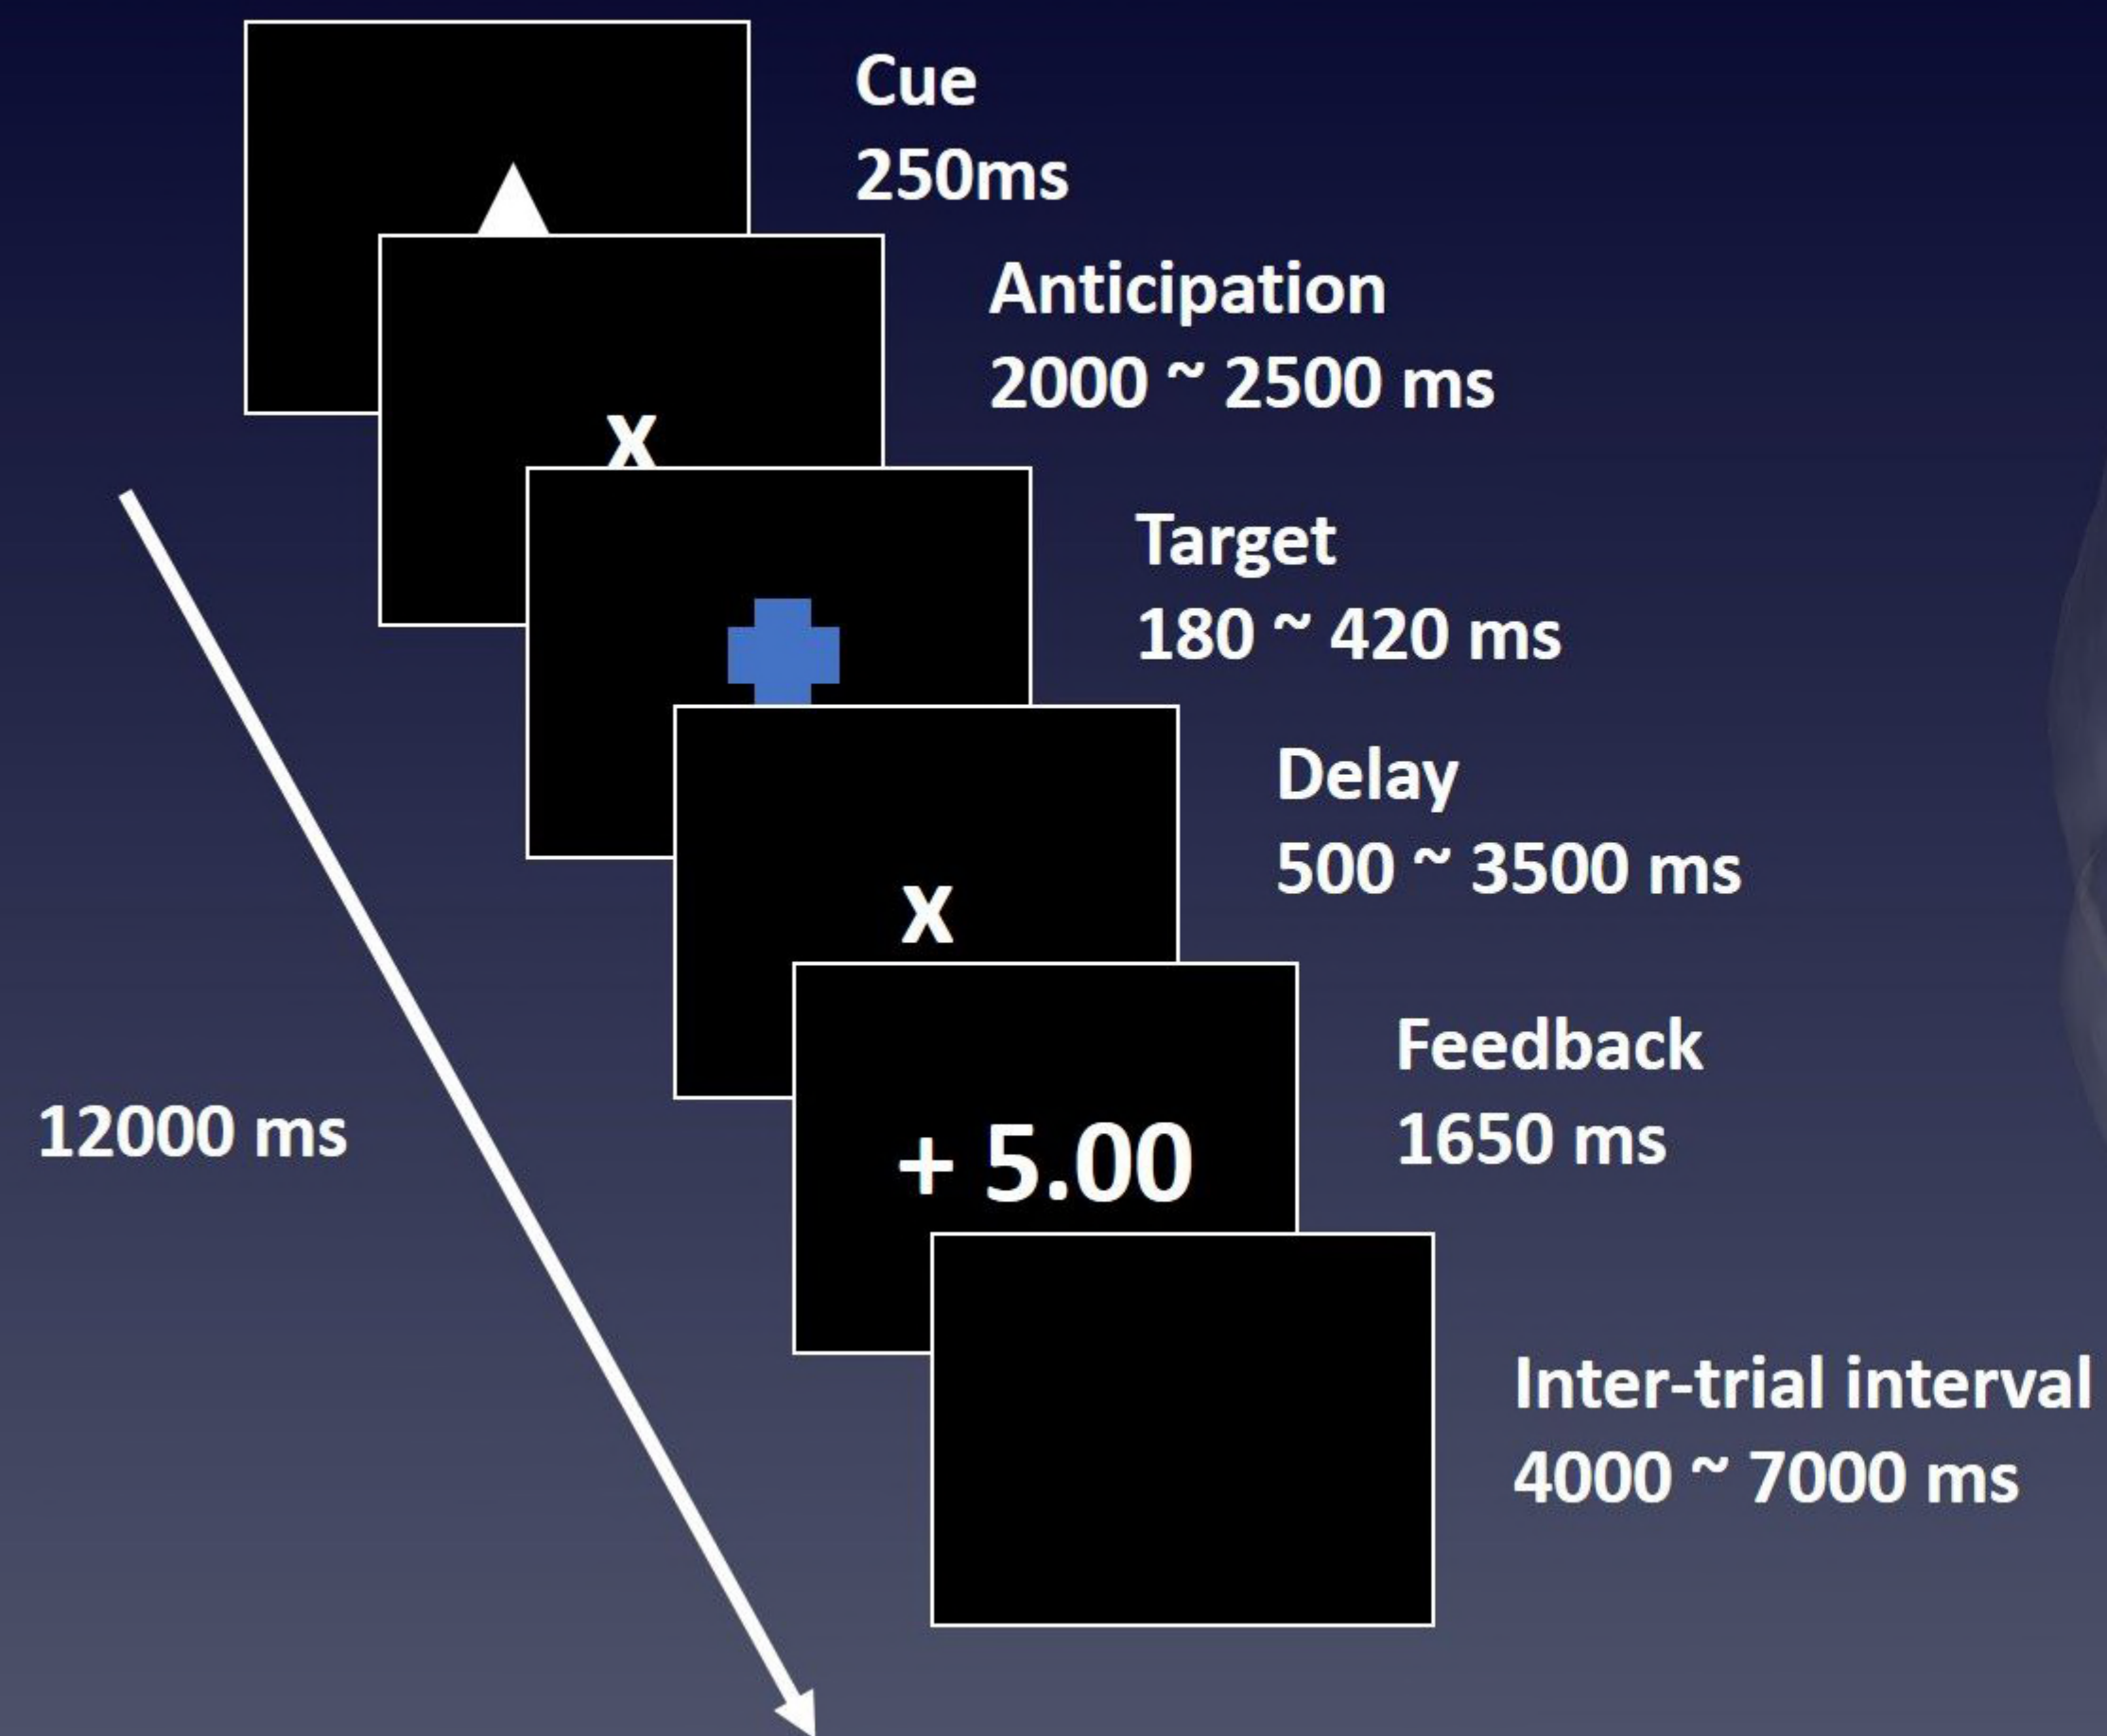 Cue
250ms
Anticipation
2000 ~ 2500 ms
x
Target
180 ~ 420 ms
Delay
500 ~ 3500 ms
x
Feedback
1650 ms
12000 ms
+ 5.00
Inter-trial interval
4000 ~ 7000 ms